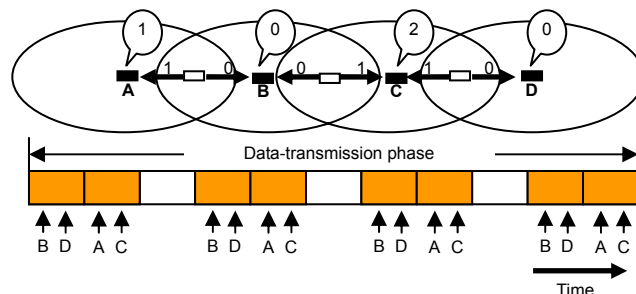 1 0 2 0
1 0 0 1 1 0
A B C D
Data-transmission phase
B D A C B D A C B D A C B D A C
Time